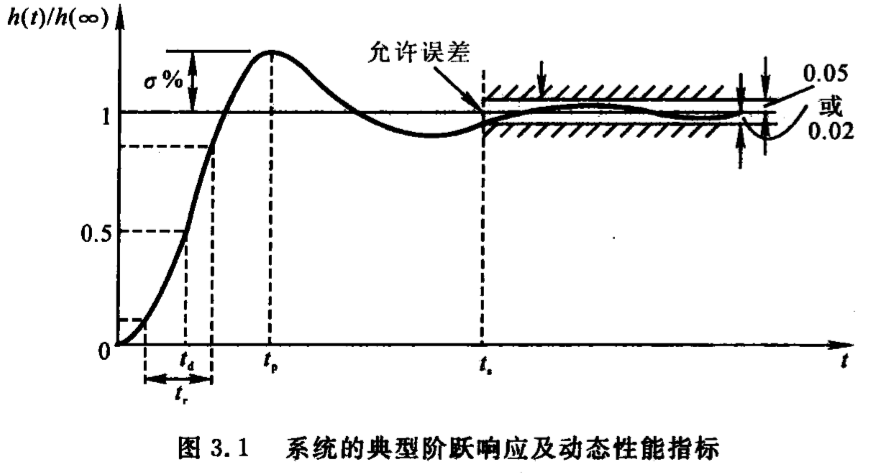 h(t)/h(∞)
允许误差
σ%
0.05
或
0.02
1
0.5
0
t_d
t_p
t_s
t
t_r
图 3.1 系统的典型阶跃响应及动态性能指标